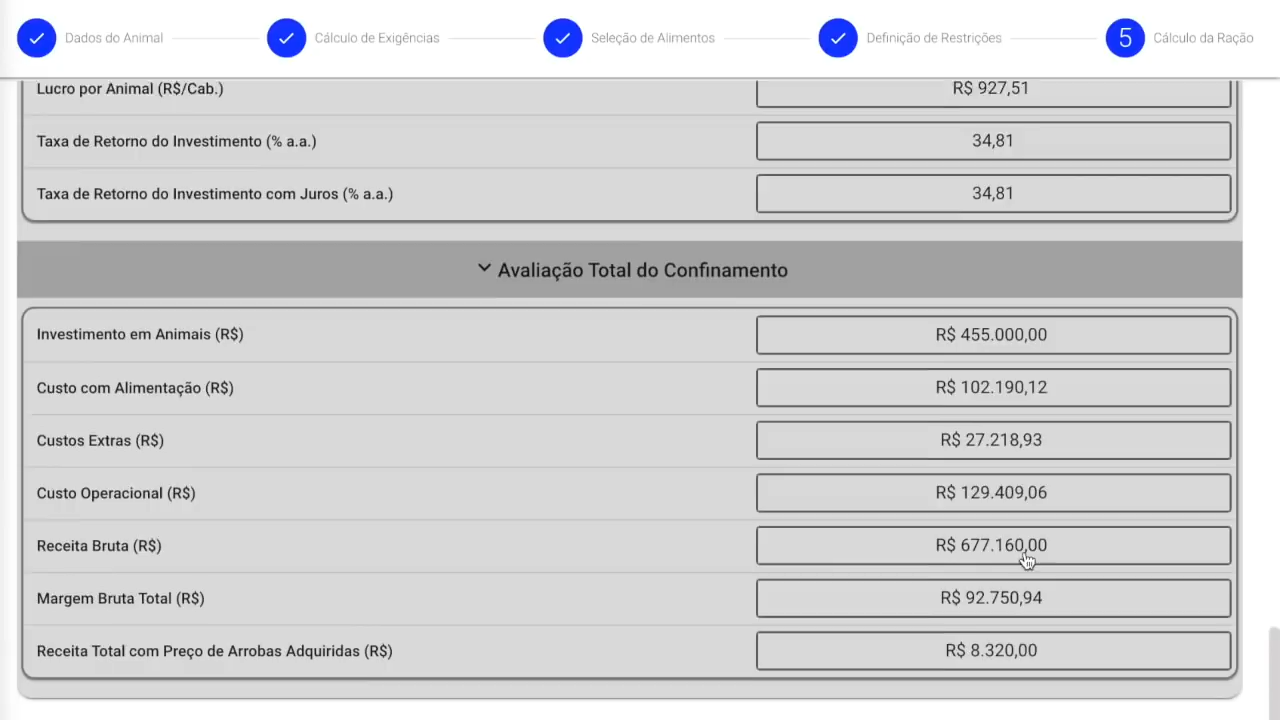 Dados do Animal
Cálculo de Exigências
Seleção de Alimentos
Definição de Restrições
5 Cálculo da Ração
Lucro por Animal (R$/Cab.) R$ 927,51
Taxa de Retorno do Investimento (% a.a.) 34,81
Taxa de Retorno do Investimento com Juros (% a.a.) 34,81
Avaliação Total do Confinamento
Investimento em Animais (R$) R$ 455.000,00
Custo com Alimentação (R$) R$ 102.190,12
Custos Extras (R$) R$ 27.218,93
Custo Operacional (R$) R$ 129.409,06
Receita Bruta (R$) R$ 677.160,00
Margem Bruta Total (R$) R$ 92.750,94
Receita Total com Preço de Arrobas Adquiridas (R$) R$ 8.320,00